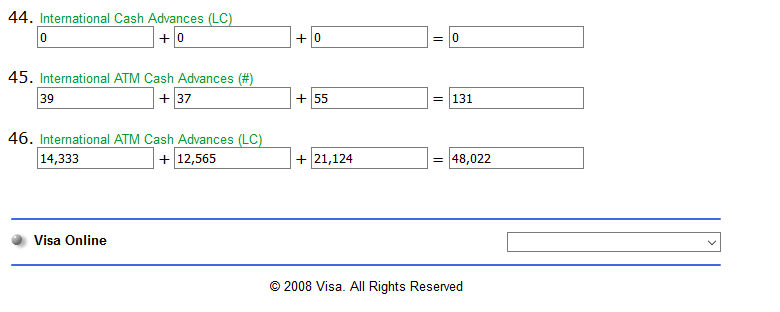 44. International Cash Advances (LC)
0 + 0 + 0 = 0
45. International ATM Cash Advances (#)
39 + 37 + 55 = 131
46. International ATM Cash Advances (LC)
14,333 + 12,565 + 21,124 = 48,022
Visa Online
© 2008 Visa. All Rights Reserved